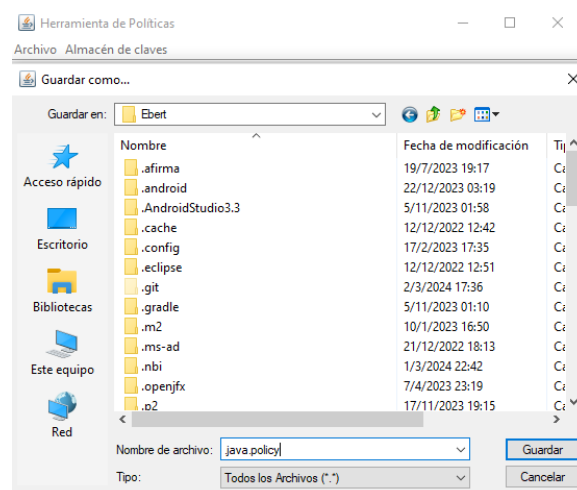 Herramienta de Políticas
Archivo Almacén de claves
Guardar como...
Guardar en: Ebert
Nombre Fecha de modificación
.afirma 19/7/2023 19:17
.android 22/12/2023 03:19
.AndroidStudio3.3 5/11/2023 01:58
.cache 12/12/2022 12:42
.config 17/2/2023 17:35
.eclipse 12/12/2022 12:51
.git 2/3/2024 17:36
.gradle 5/11/2023 01:10
.m2 10/1/2023 16:50
.ms-ad 21/12/2022 18:13
.nbi 1/3/2024 22:42
.openjfx 7/4/2023 23:19
.p2 17/11/2023 19:15
Acceso rápido
Escritorio
Bibliotecas
Este equipo
Red
Nombre de archivo: .java.policy Guardar
Tipo: Todos los Archivos (*.*) Cancelar